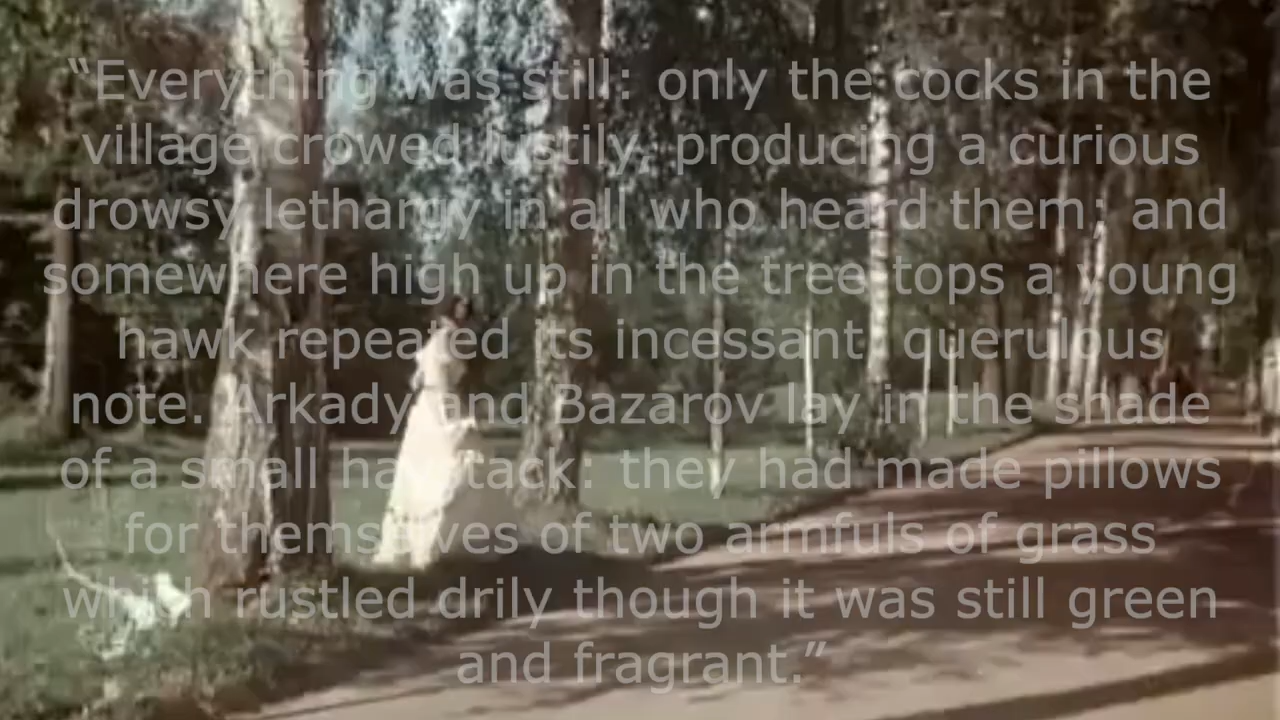 “Everything was still: only the cocks in the
village crowed lustily, producing a curious
drowsy lethargy in all who heard them; and
somewhere high up in the tree tops a young
hawk repeated its incessant querulous
note. Arkady and Bazarov lay in the shade
of a small haystack: they had made pillows
for themselves of two armfuls of grass
which rustled drily though it was still green
and fragrant.”